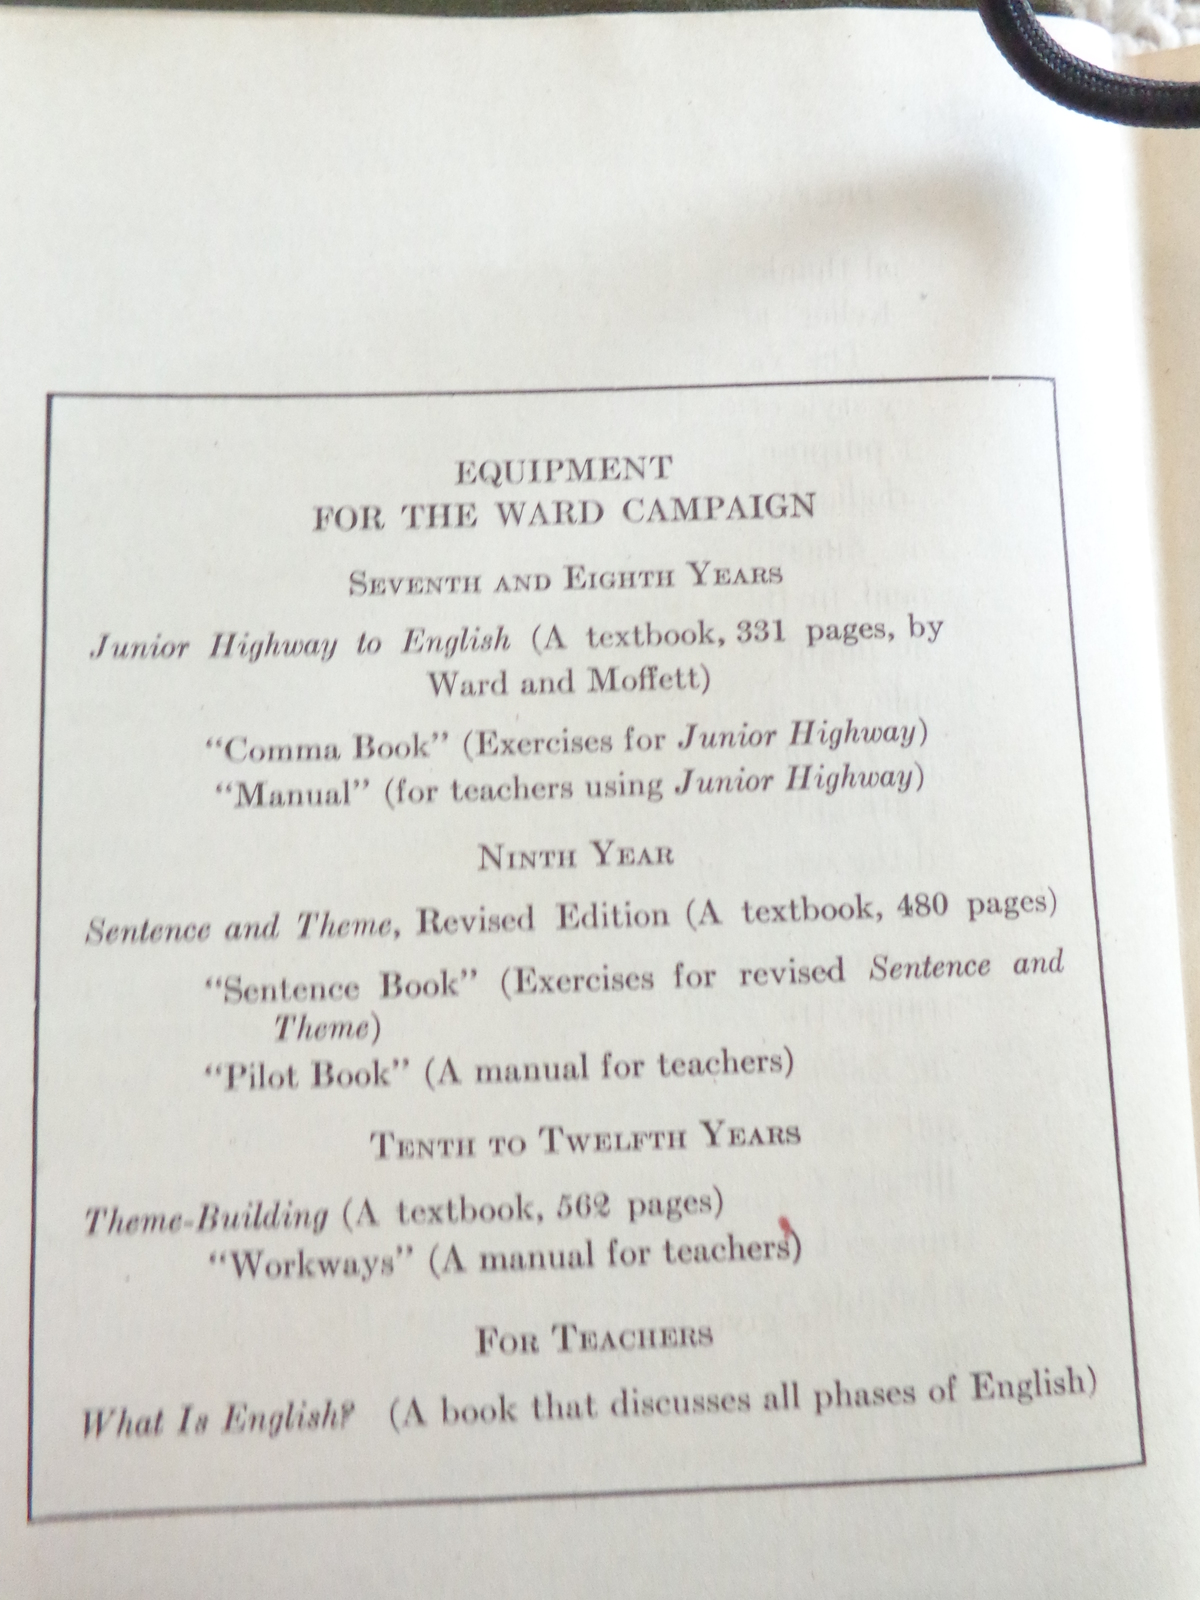 EQUIPMENT
FOR THE WARD CAMPAIGN
SEVENTH AND EIGHTH YEARS
Junior Highway to English (A textbook, 331 pages, by
Ward and Moffett)
“Comma Book” (Exercises for Junior Highway)
“Manual” (for teachers using Junior Highway)
NINTH YEAR
Sentence and Theme, Revised Edition (A textbook, 480 pages)
“Sentence Book” (Exercises for revised Sentence and
Theme)
“Pilot Book” (A manual for teachers)
TENTH TO TWELFTH YEARS
Theme-Building (A textbook, 562 pages)
“Workways” (A manual for teachers)
FOR TEACHERS
What Is English? (A book that discusses all phases of English)